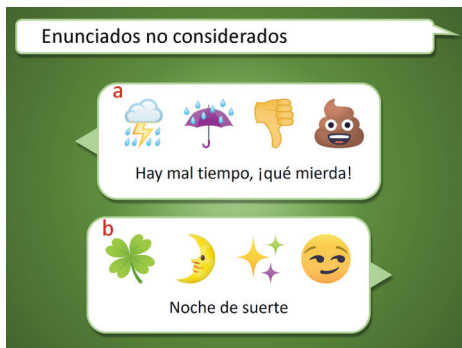 Enunciados no considerados
a
Hay mal tiempo, ¡qué mierda!
b
Noche de suerte